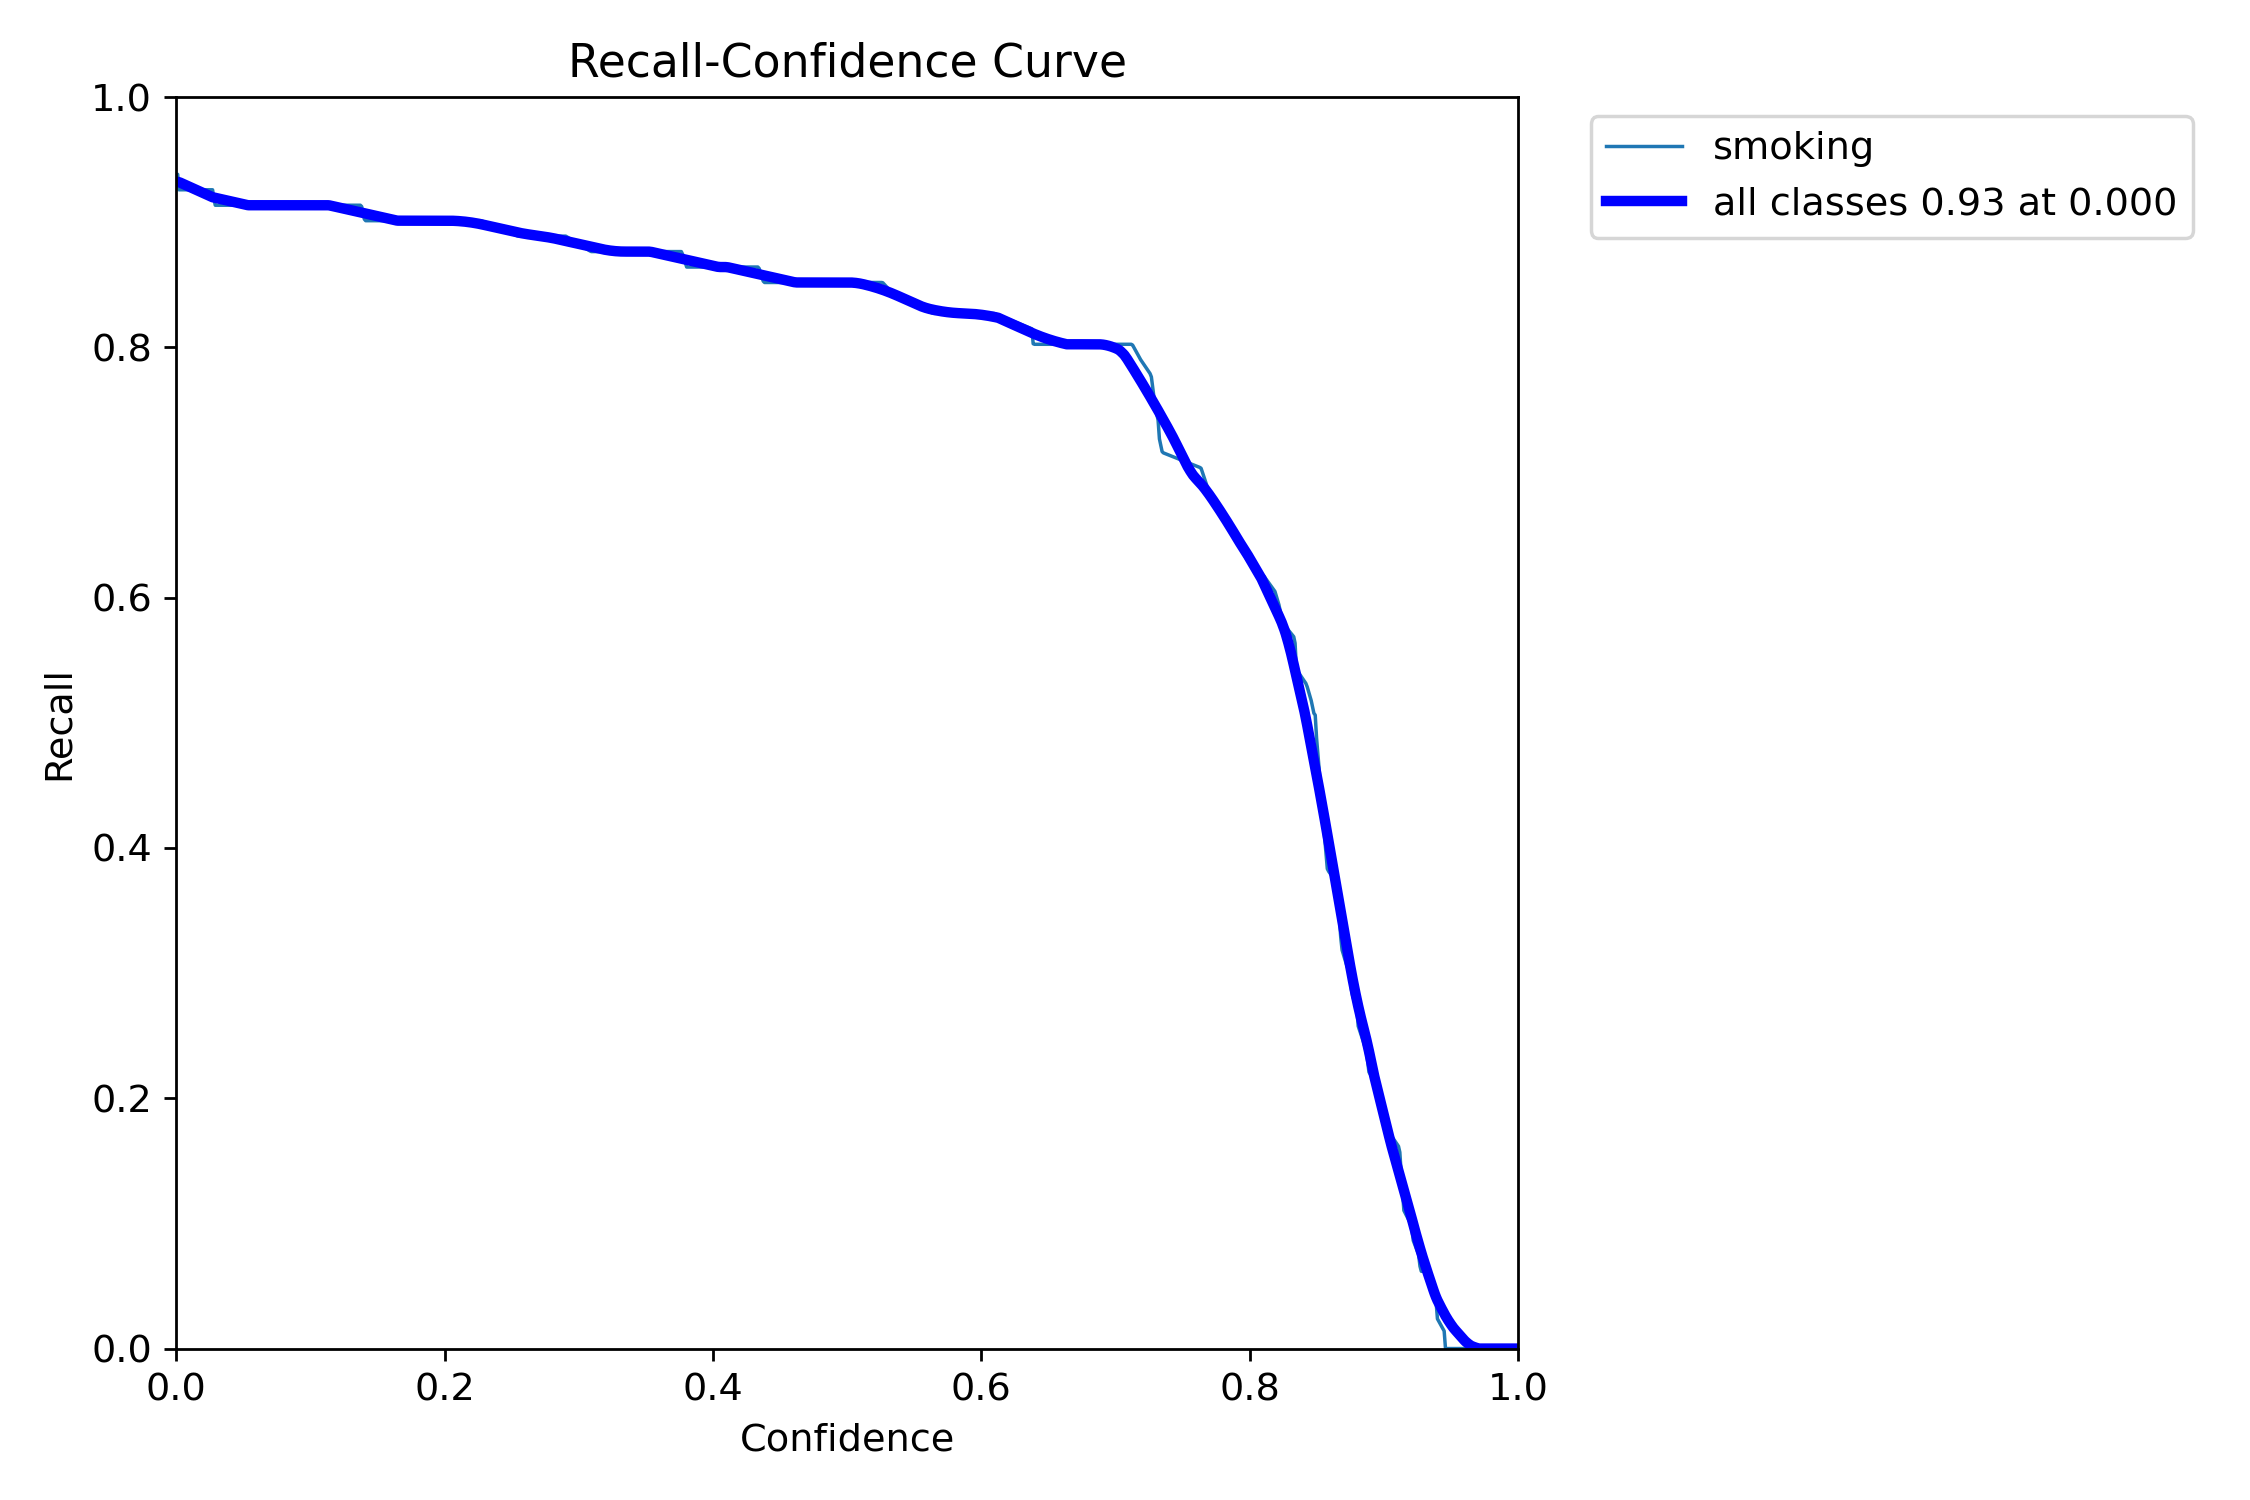 Recall-Confidence Curve
smoking
all classes 0.93 at 0.000
1.0
0.8
0.6
0.4
0.2
0.0
Recall
0.0 0.2 0.4 0.6 0.8 1.0
Confidence